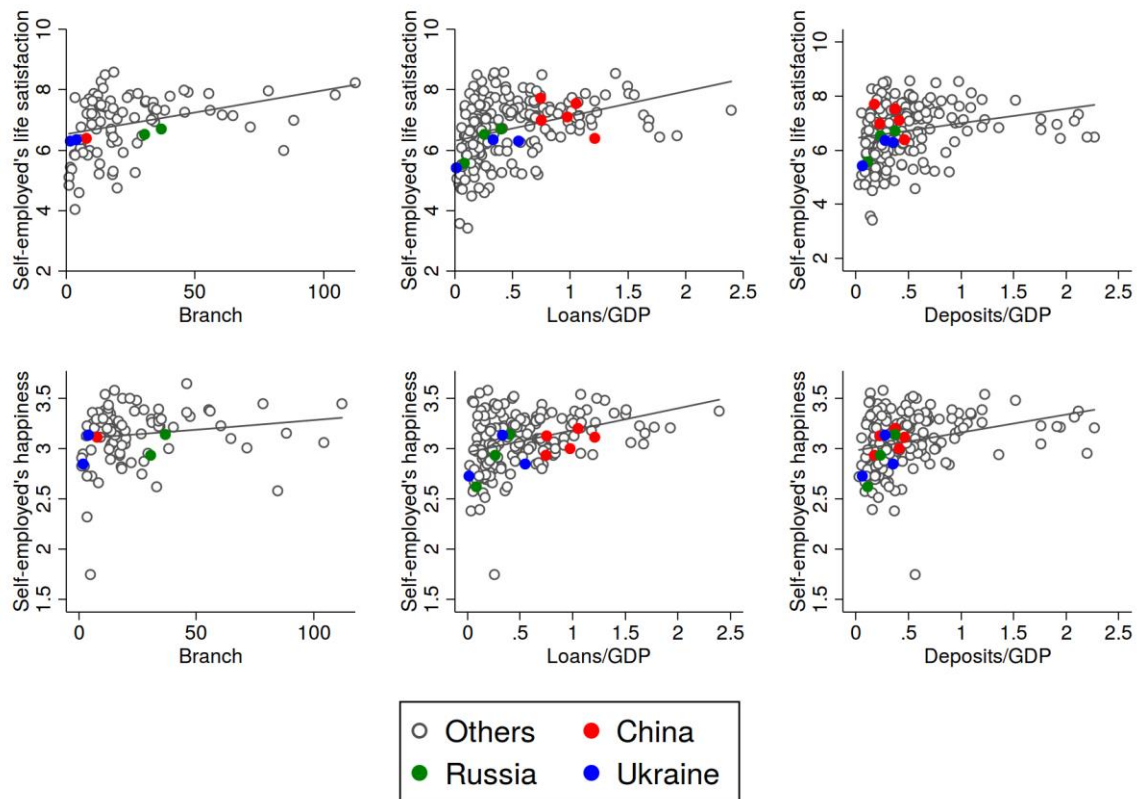 Self-employed's life satisfaction
10
8
6
4
2
0 50 100
Branch
Self-employed's life satisfaction
10
8
6
4
2
0 .5 1 1.5 2 2.5
Loans/GDP
Self-employed's life satisfaction
10
8
6
4
2
0 .5 1 1.5 2 2.5
Deposits/GDP
Self-employed's happiness
3.5
3
2.5
2
1.5
0 50 100
Branch
Self-employed's happiness
3.5
3
2.5
2
1.5
0 .5 1 1.5 2 2.5
Loans/GDP
Self-employed's happiness
3.5
3
2.5
2
1.5
0 .5 1 1.5 2 2.5
Deposits/GDP
Others China
Russia Ukraine